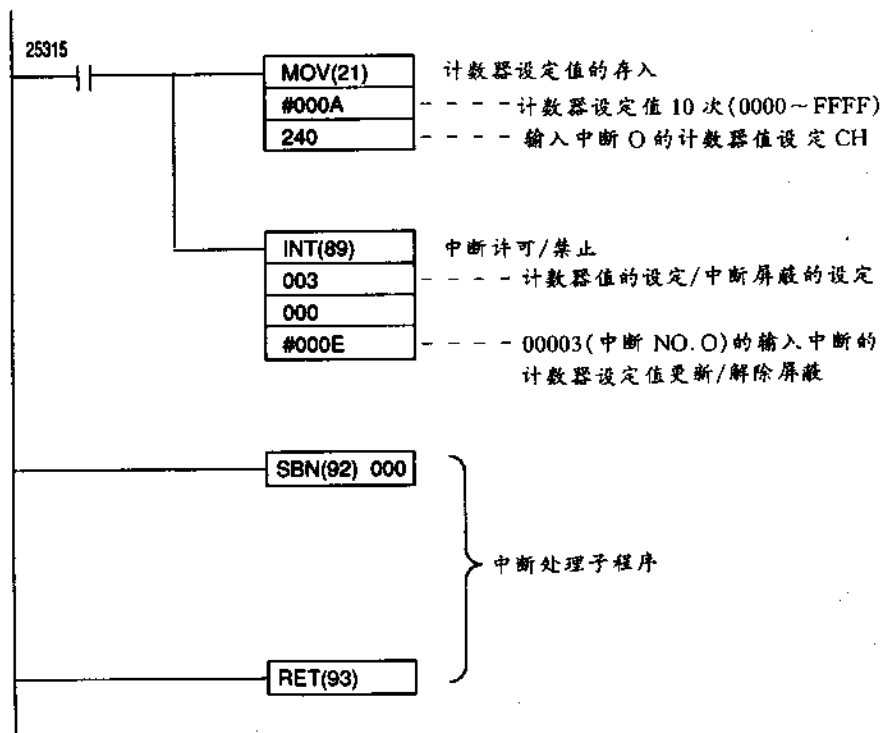 25315
MOV(21) 计数器设定值的存入
#000A - - - - 计数器设定值 10 次(0000～FFFF)
240 - - - - 输入中断 O 的计数器值设定 CH
INT(89) 中断许可/禁止
003 - - - - 计数器值的设定/中断屏蔽的设定
000
#000E - - - - 00003(中断 NO.O)的输入中断的
计数器设定值更新/解除屏蔽
SBN(92) 000
中断处理子程序
RET(93)